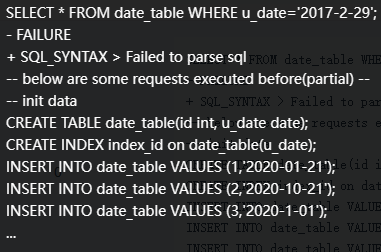 SELECT * FROM date_table WHERE u_date='2017-2-29';
- FAILURE
+ SQL_SYNTAX > Failed to parse sql
-- below are some requests executed before(partial) --
-- init data
CREATE TABLE date_table(id int, u_date date);
CREATE INDEX index_id on date_table(u_date);
INSERT INTO date_table VALUES (1,'2020-01-21');
INSERT INTO date_table VALUES (2,'2020-10-21');
INSERT INTO date_table VALUES (3,'2020-1-01');
...